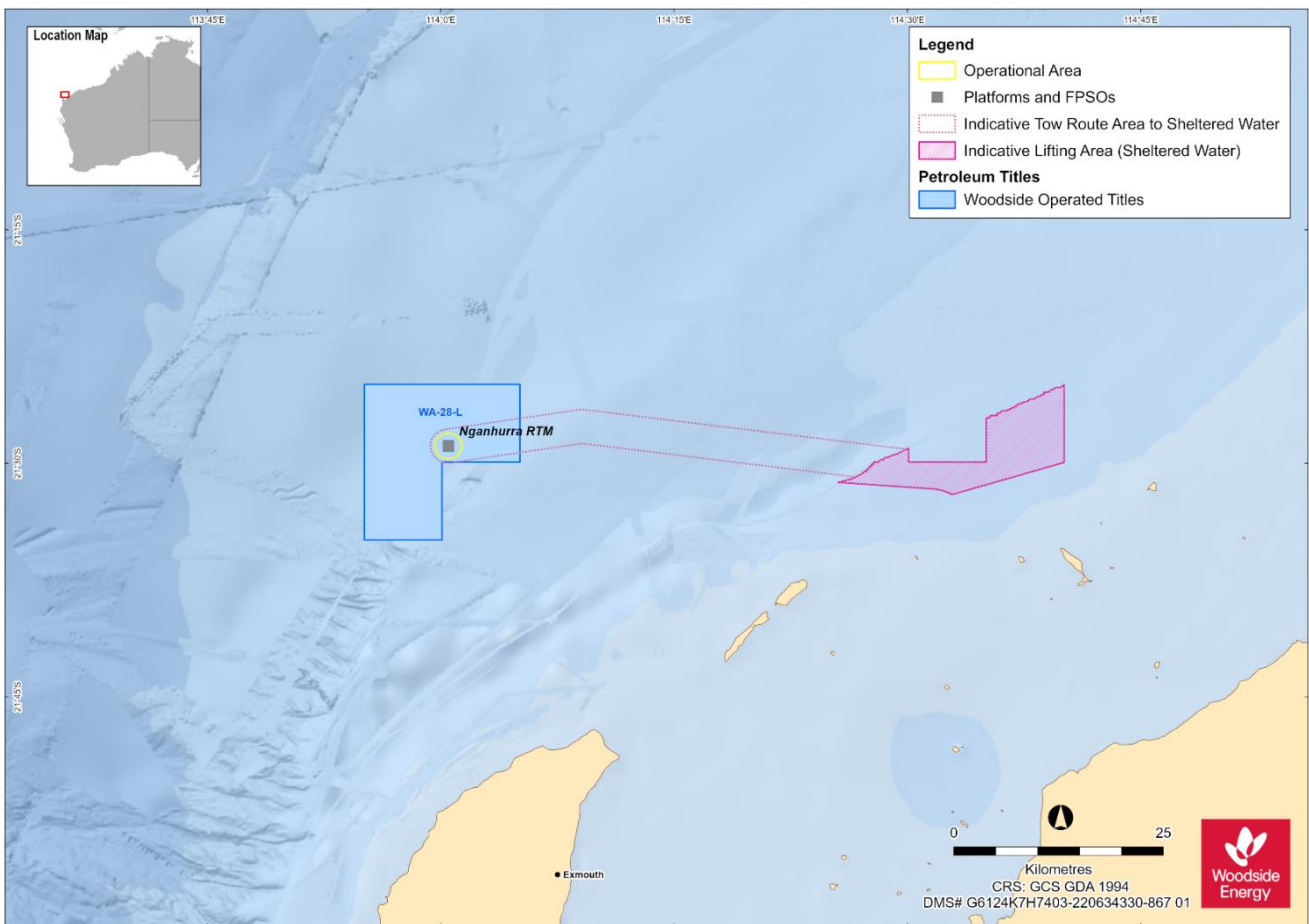 113°45'E
114°0'E
114°15'E
114°30'E
114°45'E
Location Map
Legend
Operational Area
Platforms and FPSOs
Indicative Tow Route Area to Sheltered Water
Indicative Lifting Area (Sheltered Water)
Petroleum Titles
Woodside Operated Titles
21°15'S
WA-28-L
Nganhurra RTM
21°30'S
21°45'S
Exmouth
0
25
Kilometres
CRS: GCS GDA 1994
DMS# G6124K7H7403-220634330-867 01
Woodside
Energy